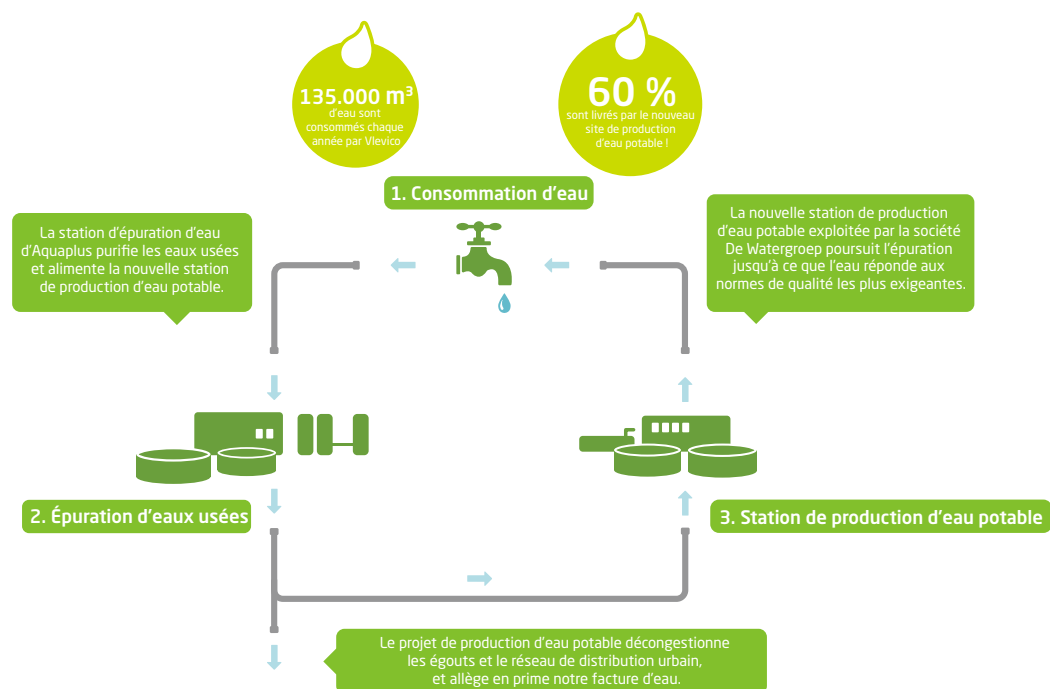 135.000 m³
d'eau sont
consommés chaque
année par Vlevico
60 %
sont livrés par le nouveau
site de production
d'eau potable !
1. Consommation d'eau
La station d'épuration d'eau
d'Aquaplus purifie les eaux usées
et alimente la nouvelle station
de production d'eau potable.
La nouvelle station de production
d'eau potable exploitée par la société
De Watergroep poursuit l'épuration
jusqu'à ce que l'eau réponde aux
normes de qualité les plus exigeantes.
2. Épuration d'eaux usées
3. Station de production d'eau potable
Le projet de production d'eau potable décongestionne
les égouts et le réseau de distribution urbain,
et allège en prime notre facture d'eau.